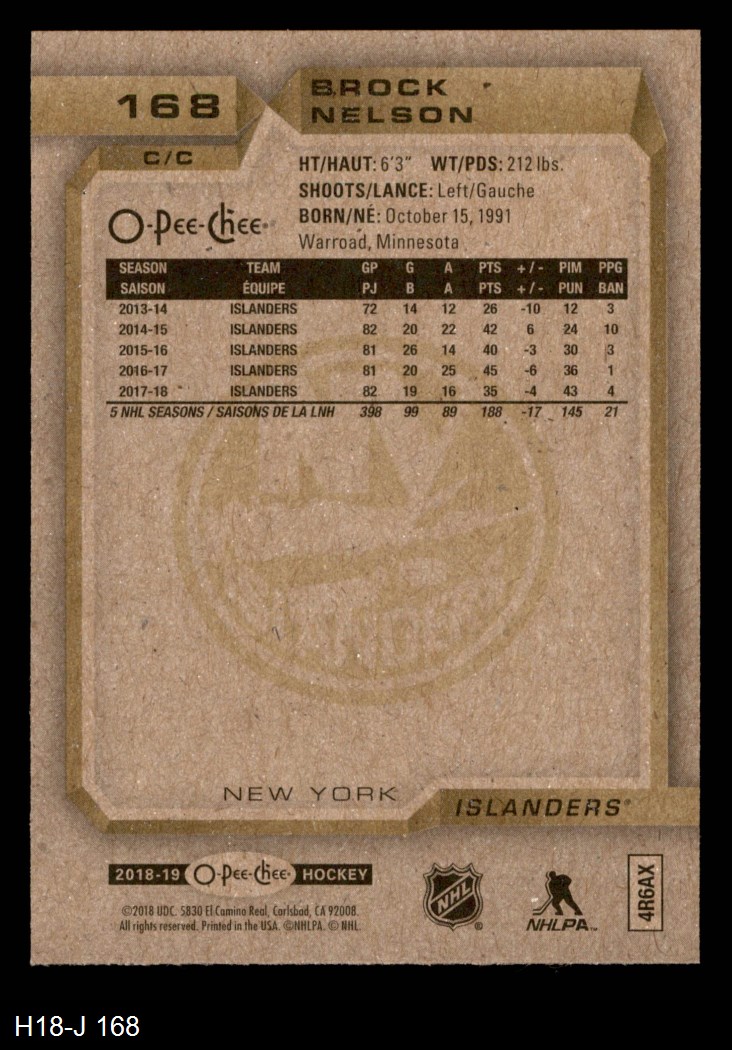 168
BROCK
NELSON
C/C
HT/HAUT: 6'3" WT/PDS: 212 lbs.
SHOOTS/LANCE: Left/Gauche
BORN/NÉ: October 15, 1991
Warroad, Minnesota
O-Pee-Chee
SEASON TEAM GP G A PTS +/- PIM PPG
SAISON ÉQUIPE PJ B A PTS +/- PUN BAN
2013-14 ISLANDERS 72 14 12 26 -10 12 3
2014-15 ISLANDERS 82 20 22 42 6 24 10
2015-16 ISLANDERS 81 26 14 40 -3 30 3
2016-17 ISLANDERS 81 20 25 45 -6 36 1
2017-18 ISLANDERS 82 19 16 35 -4 43 4
5 NHL SEASONS / SAISONS DE LA LNH 398 99 89 188 -17 145 21
NEW YORK
ISLANDERS
2018-19 O-Pee-Chee HOCKEY
©2018 UDC. 5830 El Camino Real, Carlsbad, CA 92008.
All rights reserved. Printed in the USA. ©NHLPA. © NHL.
NHL
NHLPA
4R6AX
H18-J 168